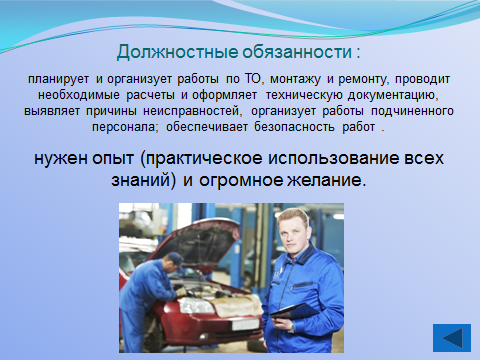 Должностные обязанности :
планирует и организует работы по ТО, монтажу и ремонту, проводит
необходимые расчеты и оформляет техническую документацию,
выявляет причины неисправностей, организует работы подчиненного
персонала; обеспечивает безопасность работ .
нужен опыт (практическое использование всех
знаний) и огромное желание.